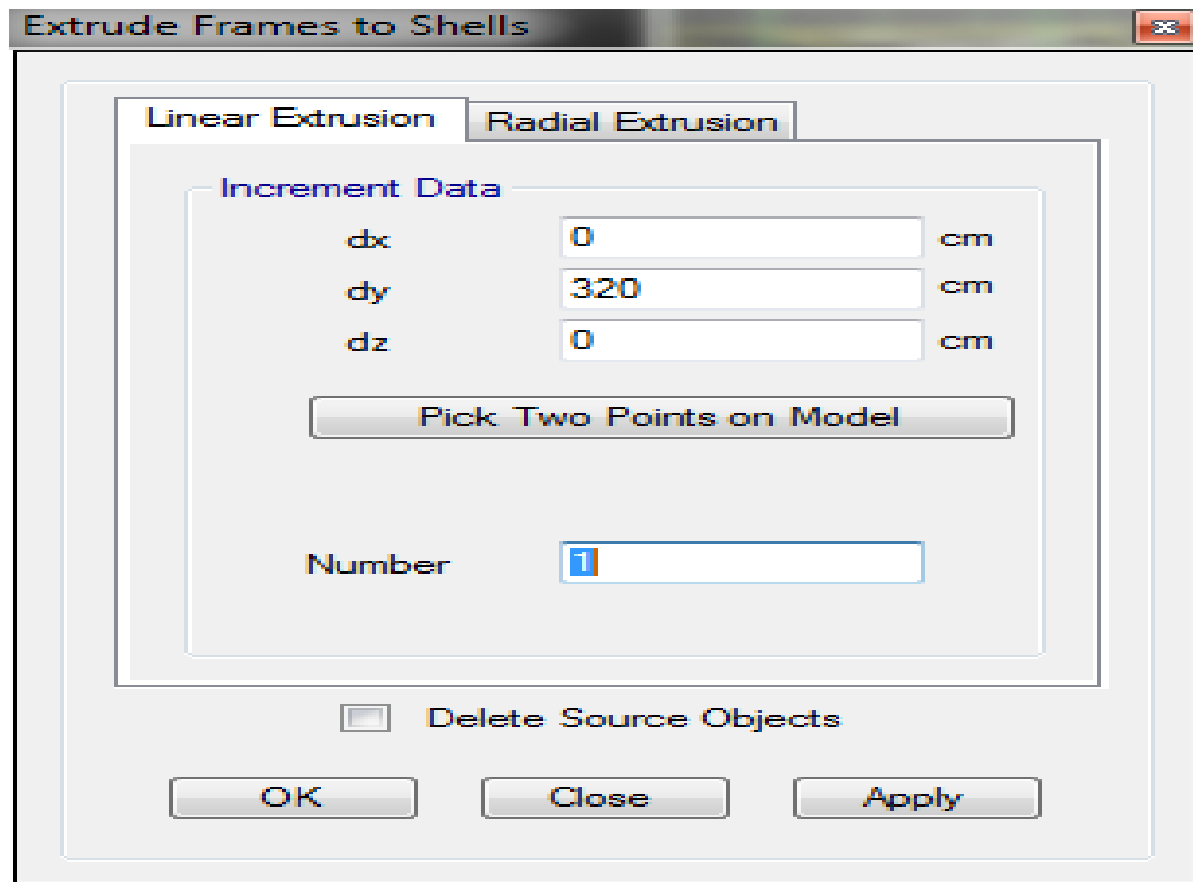 Extrude Frames to Shells
Linear Extrusion Radial Extrusion
Increment Data
dx 0 cm
dy 320 cm
dz 0 cm
Pick Two Points on Model
Number 1
Delete Source Objects
OK Close Apply